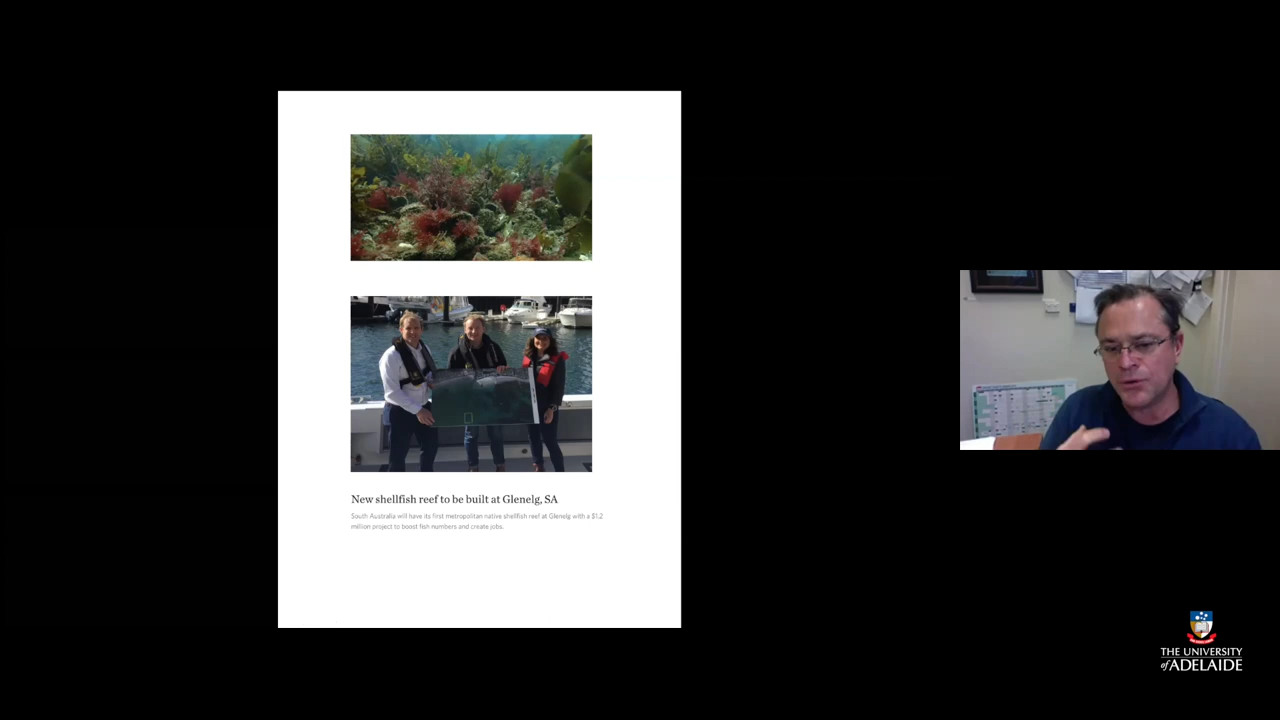 New shellfish reef to be built at Glenelg, SA
South Australia will have its first metropolitan native shellfish reef at Glenelg with a $1.2
million project to boost fish numbers and create jobs.
THE UNIVERSITY
of ADELAIDE